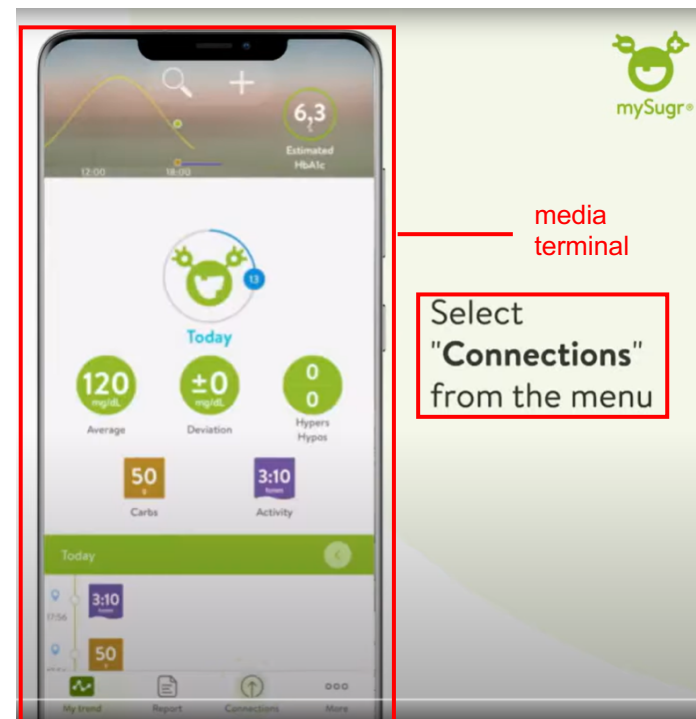 mySugr®
6,3
%
Estimated
HbA1c
12:00
18:00
13
Today
120
mg/dL
Average
±0
mg/dL
Deviation
0
0
Hypers
Hypos
50
g
Carbs
3:10
hours
Activity
media
terminal
Select
"Connections"
from the menu
Today
3:10
hours
17:56
50
My trend
Report
Connections
More